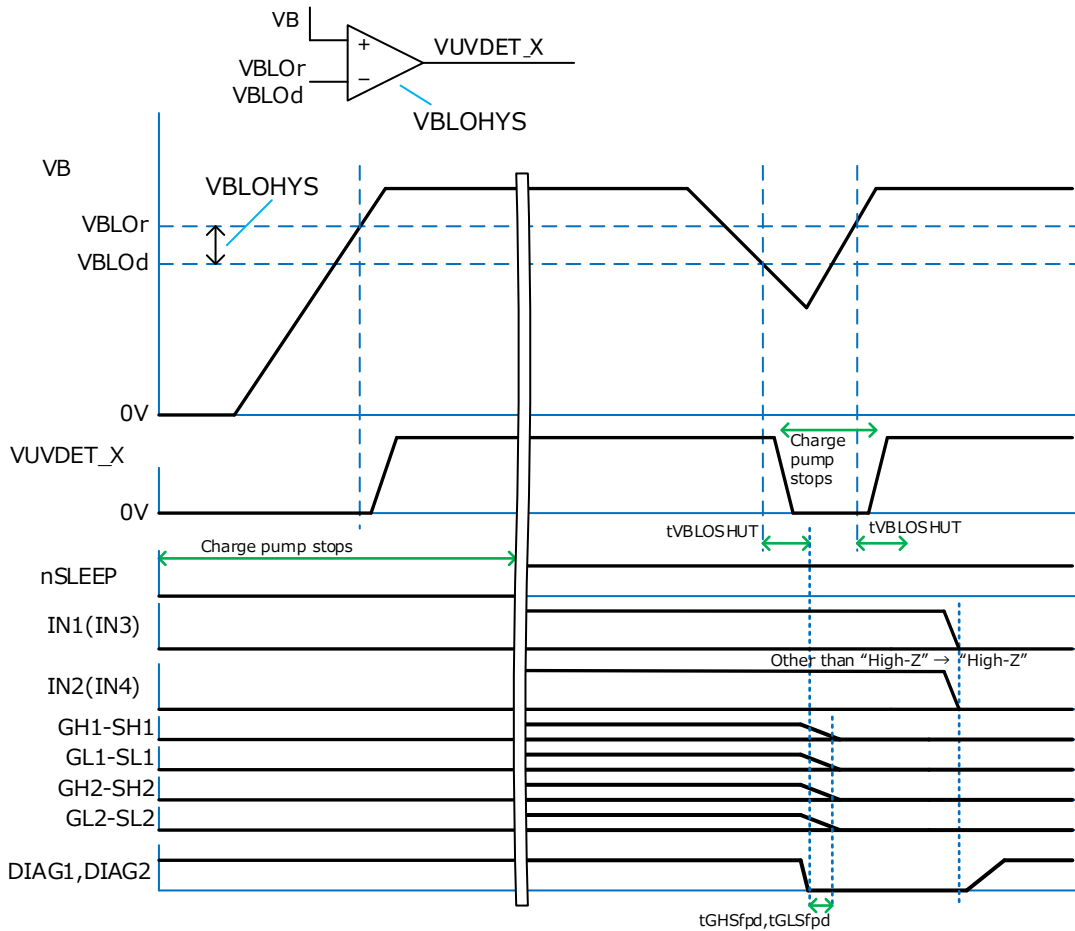 VB
VUVDET_X
VBLOr
VBLOd
VBLOHYS
VB
VBLOHYS
VBLOr
VBLOd
0V
VUVDET_X
Charge
pump
stops
0V
tVBLOSHUT
tVBLOSHUT
Charge pump stops
nSLEEP
IN1(IN3)
Other than “High-Z” → “High-Z”
IN2(IN4)
GH1-SH1
GL1-SL1
GH2-SH2
GL2-SL2
DIAG1,DIAG2
tGHSfpd,tGLSfpd